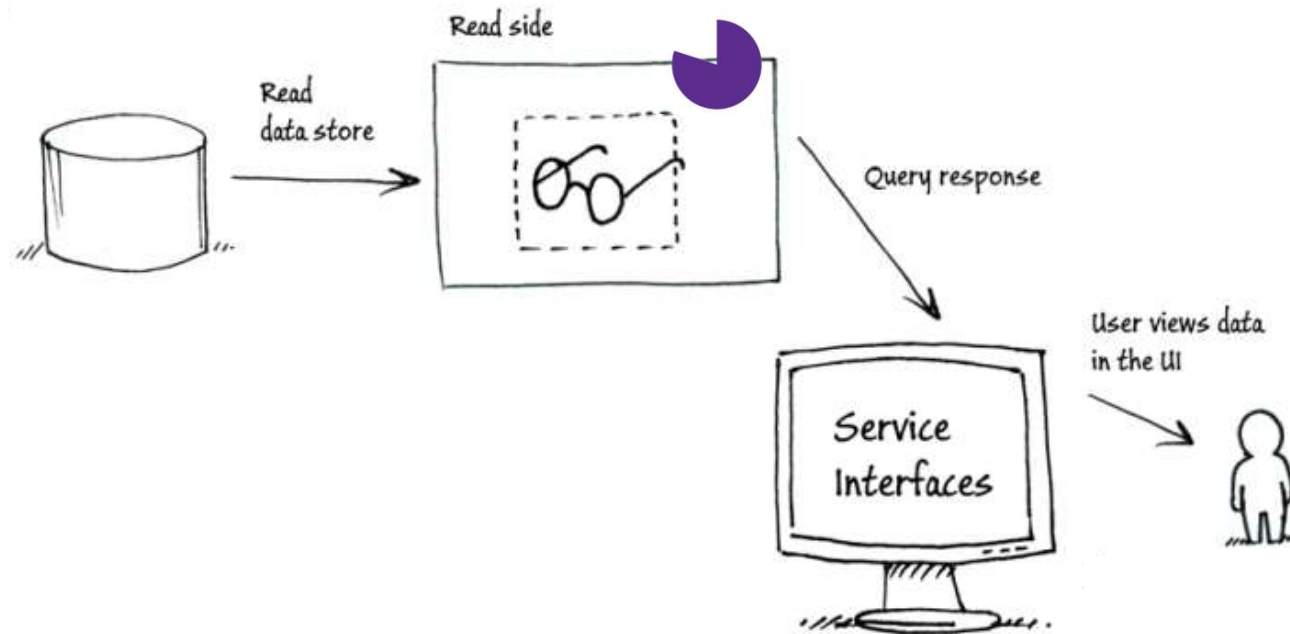 Read side
Read
data store
Query response
User views data
in the UI
Service
Interfaces